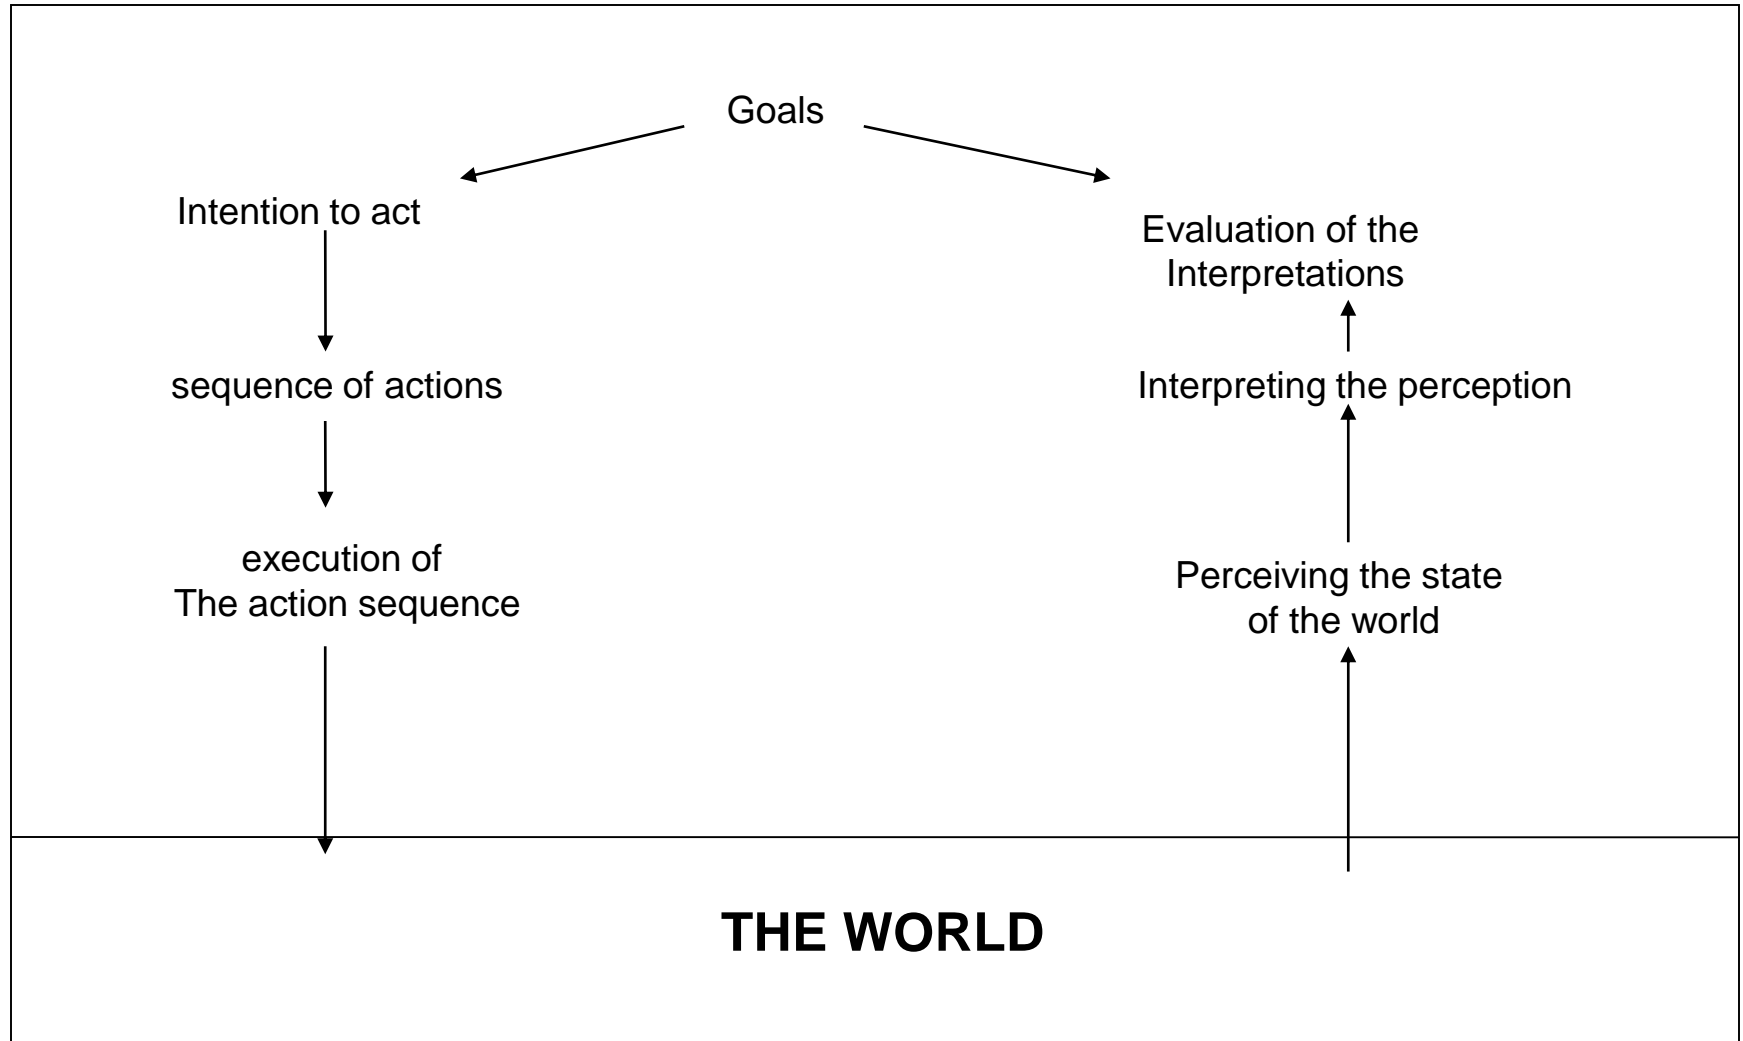 Goals
Intention to act
sequence of actions
execution of
The action sequence
Evaluation of the
Interpretations
Interpreting the perception
Perceiving the state
of the world
THE WORLD